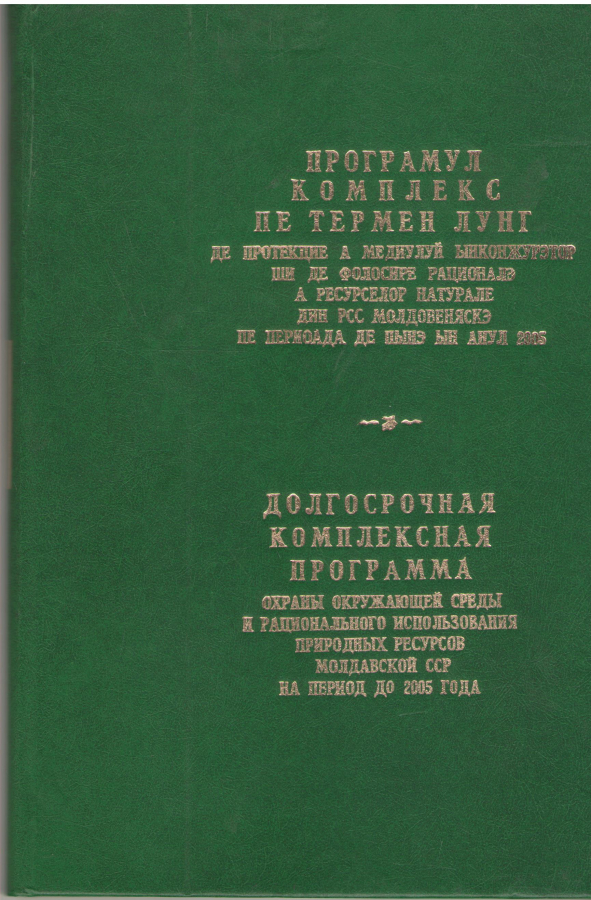 ПРОГРАМУЛ
КОМПЛЕКС
ПЕ ТЕРМЕН ЛУНГ
ДЕ ПРОТЕКЦИЕ А МЕДИУЛУЙ ЫНКОНЖУРЭТОР
ШИ ДЕ ФОЛОСИРЕ РАЦИОНАЛЭ
А РЕСУРСЕЛОР НАТУРАЛЕ
ДИН РСС МОЛДОВЕНЯСКЭ
ПЕ ПЕРИОАДА ДЕ ПЫНЭ ЫН АНУЛ 2005
ДОЛГОСРОЧНАЯ
КОМПЛЕКСНАЯ
ПРОГРАММА
ОХРАНЫ ОКРУЖАЮЩЕЙ СРЕДЫ
И РАЦИОНАЛЬНОГО ИСПОЛЬЗОВАНИЯ
ПРИРОДНЫХ РЕСУРСОВ
МОЛДАВСКОЙ ССР
НА ПЕРИОД ДО 2005 ГОДА